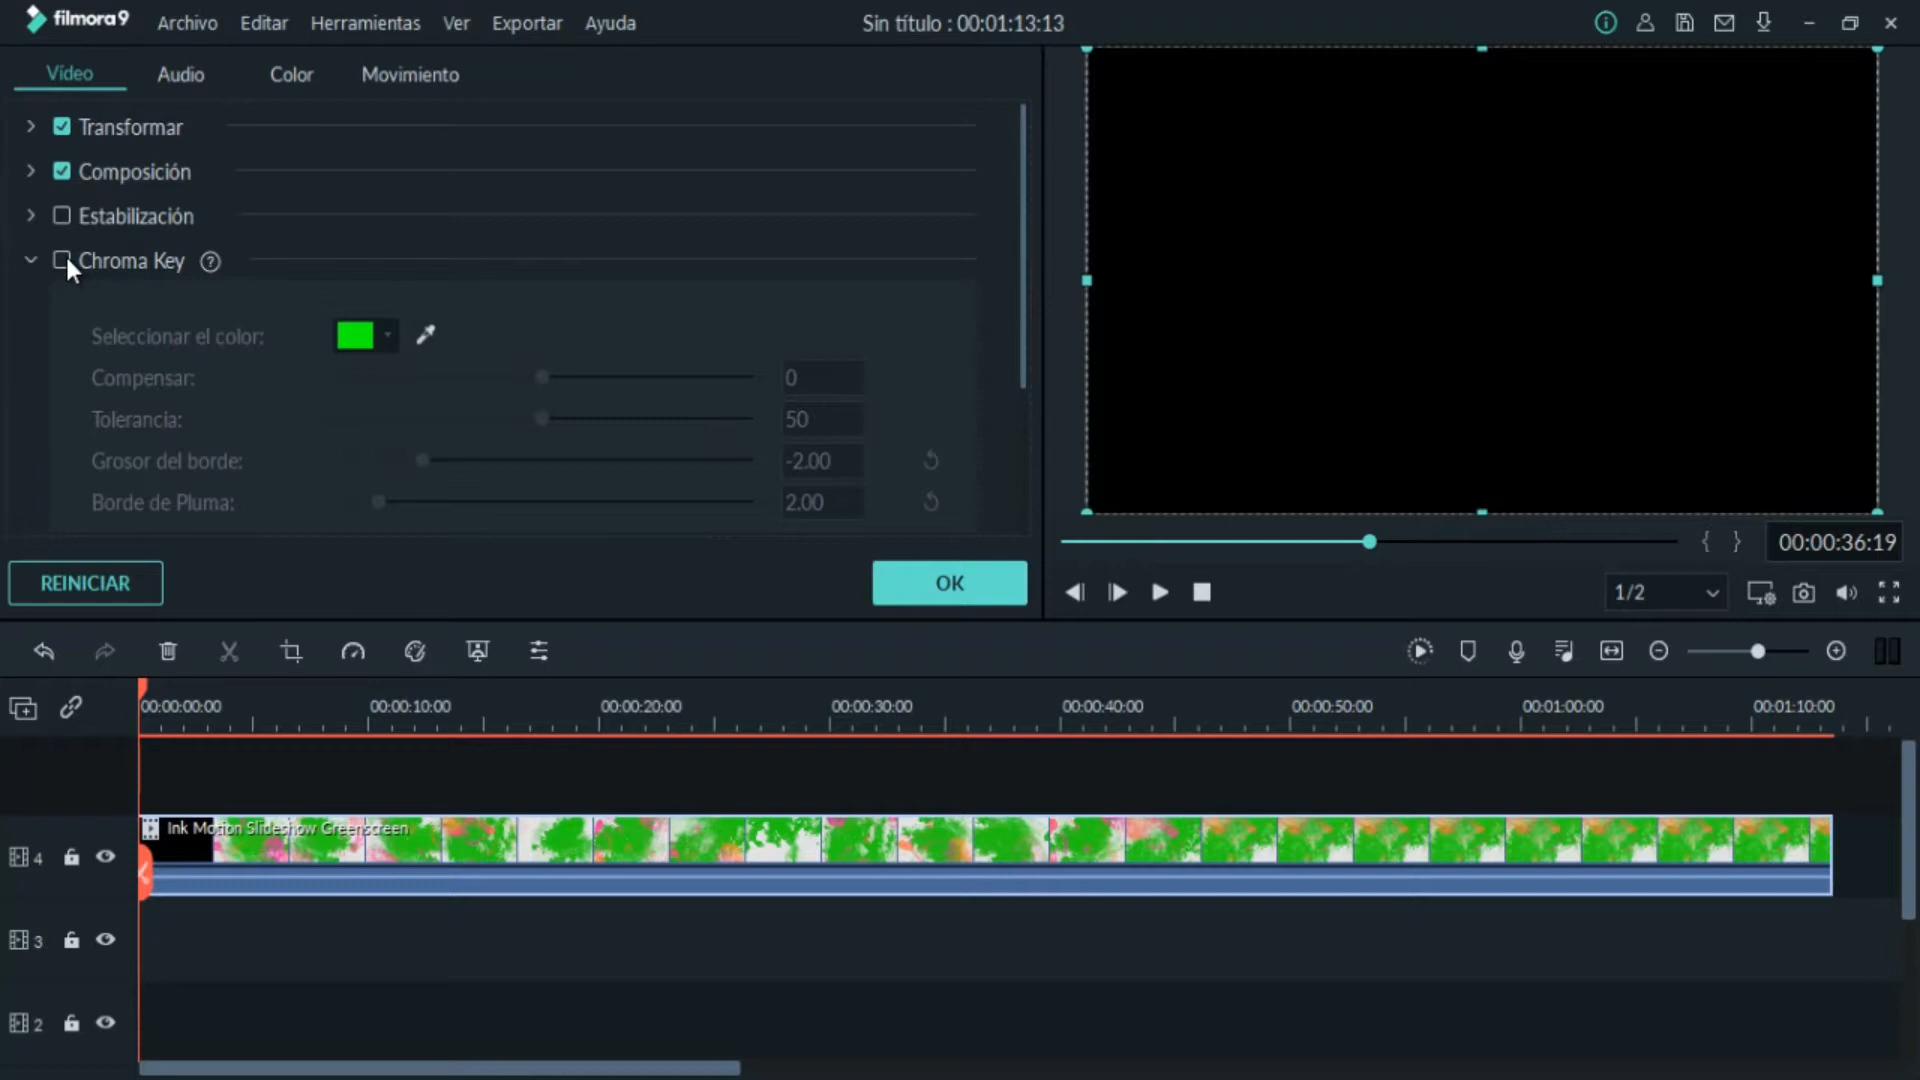 filmora9 Archivo Editar Herramientas Ver Exportar Ayuda Sin título : 00:01:13:13
Vídeo Audio Color Movimiento
Transformar
Composición
Estabilización
Chroma Key ?
Seleccionar el color:
Compensar: 0
Tolerancia: 50
Grosor del borde: -2.00
Borde de Pluma: 2.00
{ } 00:00:36:19
REINICIAR OK
1/2
00:00:00:00 00:00:10:00 00:00:20:00 00:00:30:00 00:00:40:00 00:00:50:00 00:01:00:00 00:01:10:00
Ink Motion Slideshow Greenscreen
4
3
2